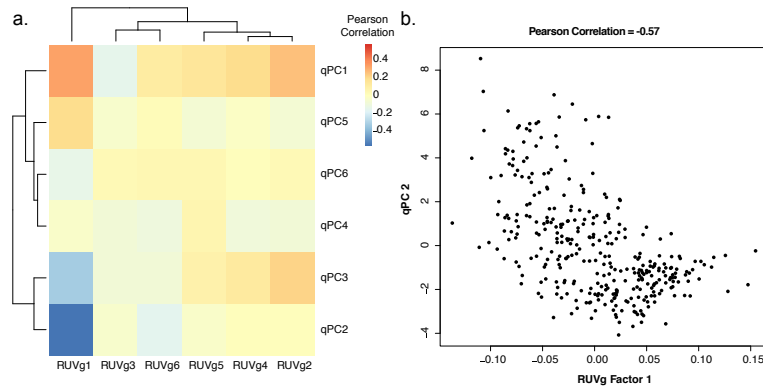 a.
Pearson
Correlation
0.4
0.2
0
-0.2
-0.4
qPC1
qPC5
qPC6
qPC4
qPC3
qPC2
RUVg1 RUVg3 RUVg6 RUVg5 RUVg4 RUVg2
b.
Pearson Correlation = -0.57
qPC 2
8
6
4
2
0
-2
-4
-0.10 -0.05 0.00 0.05 0.10 0.15
RUVg Factor 1